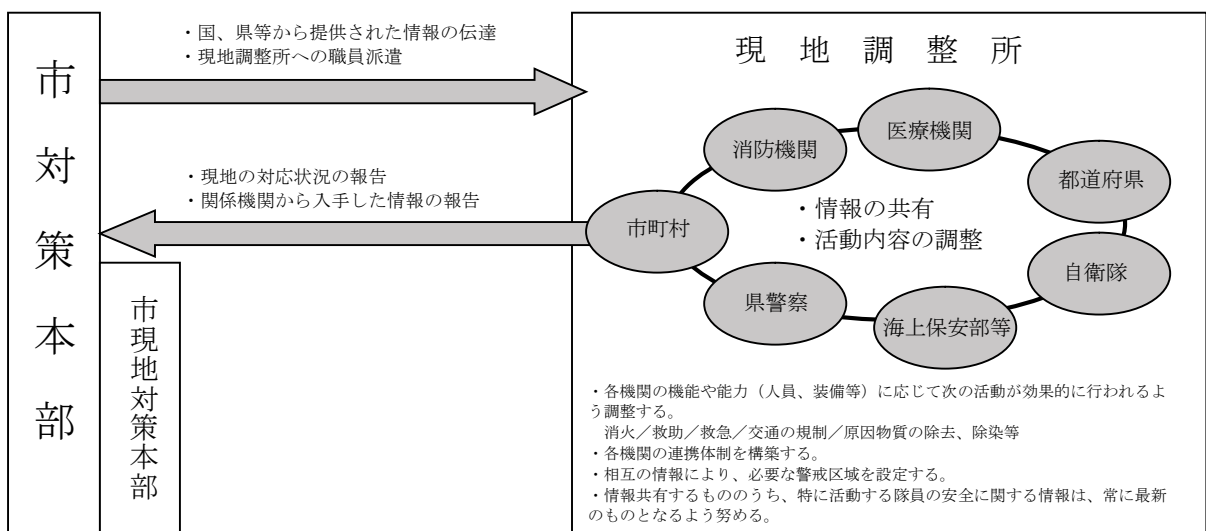 市対策本部
市現地対策本部
・国、県等から提供された情報の伝達
・現地調整所への職員派遣
・現地の対応状況の報告
・関係機関から入手した情報の報告
現地調整所
医療機関
消防機関
都道府県
市町村
・情報の共有
・活動内容の調整
自衛隊
県警察
海上保安部等
・各機関の機能や能力（人員、装備等）に応じて次の活動が効果的に行われるよ
う調整する。
消火／救助／救急／交通の規制／原因物質の除去、除染等
・各機関の連携体制を構築する。
・相互の情報により、必要な警戒区域を設定する。
・情報共有するもののうち、特に活動する隊員の安全に関する情報は、常に最新
のものとなるよう努める。